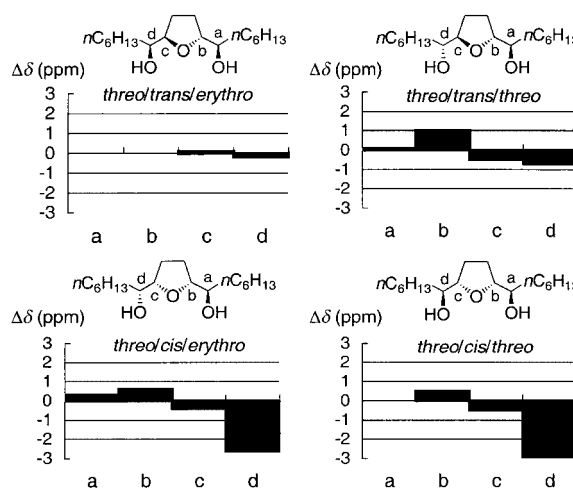 d a
nC₆H₁₃ O nC₆H₁₃
c b
HO OH
Δδ (ppm)
threo/trans/erythro
3
2
1
0
-1
-2
-3
a b c d
d a
nC₆H₁₃ O nC₆H₁₃
c b
HO OH
Δδ (ppm)
threo/trans/threo
3
2
1
0
-1
-2
-3
a b c d
d a
nC₆H₁₃ O nC₆H₁₃
c b
HO OH
Δδ (ppm)
threo/cis/erythro
3
2
1
0
-1
-2
-3
a b c d
d a
nC₆H₁₃ O nC₆H₁₃
c b
HO OH
Δδ (ppm)
threo/cis/threo
3
2
1
0
-1
-2
-3
a b c d